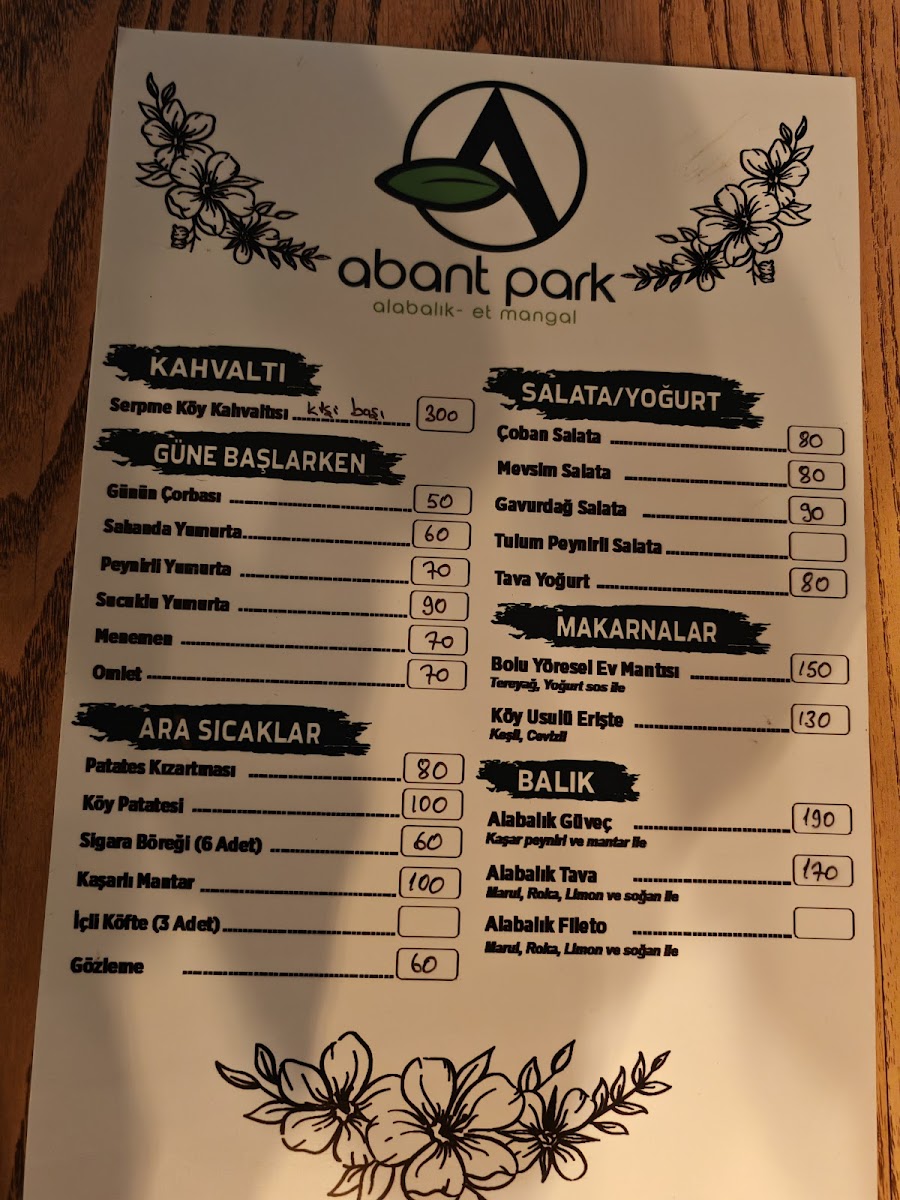 A
abant park
alabalık- et mangal
KAHVALTI
Serpme Köy Kahvaltısı kişi başı 300
GÜNE BAŞLARKEN
Günün Çorbası 50
Sahanda Yumurta 60
Peynirli Yumurta 70
Sucuklu Yumurta 90
Menemen 70
Omlet 70
ARA SICAKLAR
Patates Kızartması 80
Köy Patatesi 100
Sigara Böreği (6 Adet) 60
Kaşarlı Mantar 100
İçli Köfte (3 Adet)
Gözleme 60
SALATA/YOĞURT
Çoban Salata 80
Mevsim Salata 80
Gavurdağ Salata 90
Tulum Peynirli Salata
Tava Yoğurt 80
MAKARNALAR
Bolu Yöresel Ev Mantısı 150
Tereyağ, Yoğurt sos ile
Köy Usulü Erişte 130
Keşli, Cevizli
BALIK
Alabalık Güveç 190
Kaşar peyniri ve mantar ile
Alabalık Tava 170
Marul, Roka, Limon ve soğan ile
Alabalık Fileto
Marul, Roka, Limon ve soğan ile